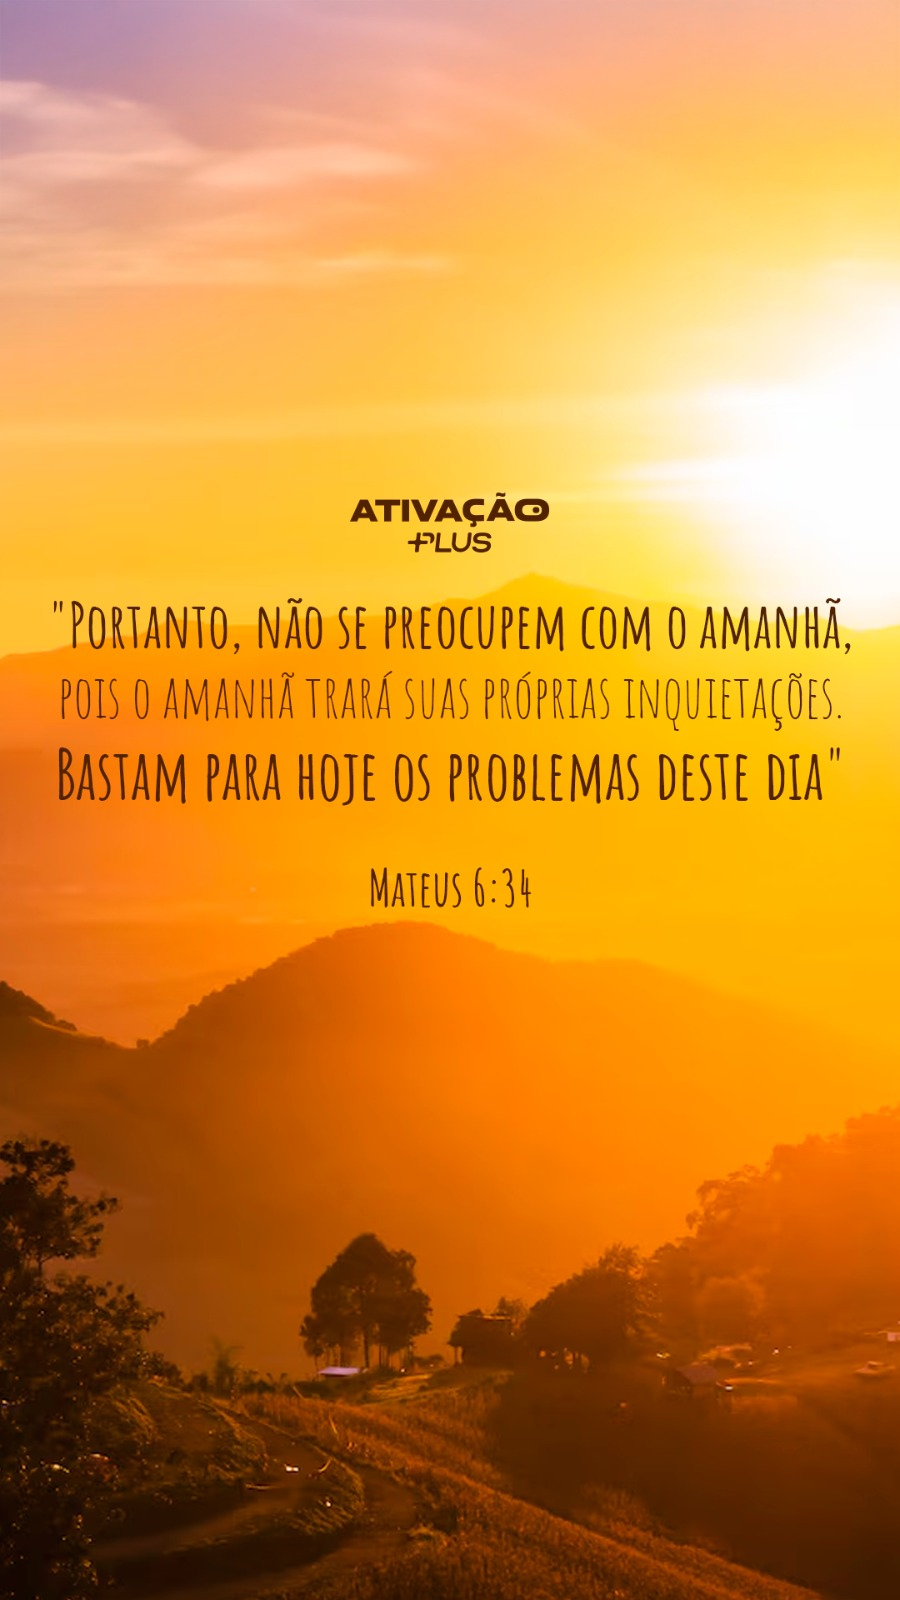 ATIVAÇÃO
+PLUS
"Portanto, não se preocupem com o amanhã,
pois o amanhã trará suas próprias inquietações.
Bastam para hoje os problemas deste dia"
Mateus 6:34